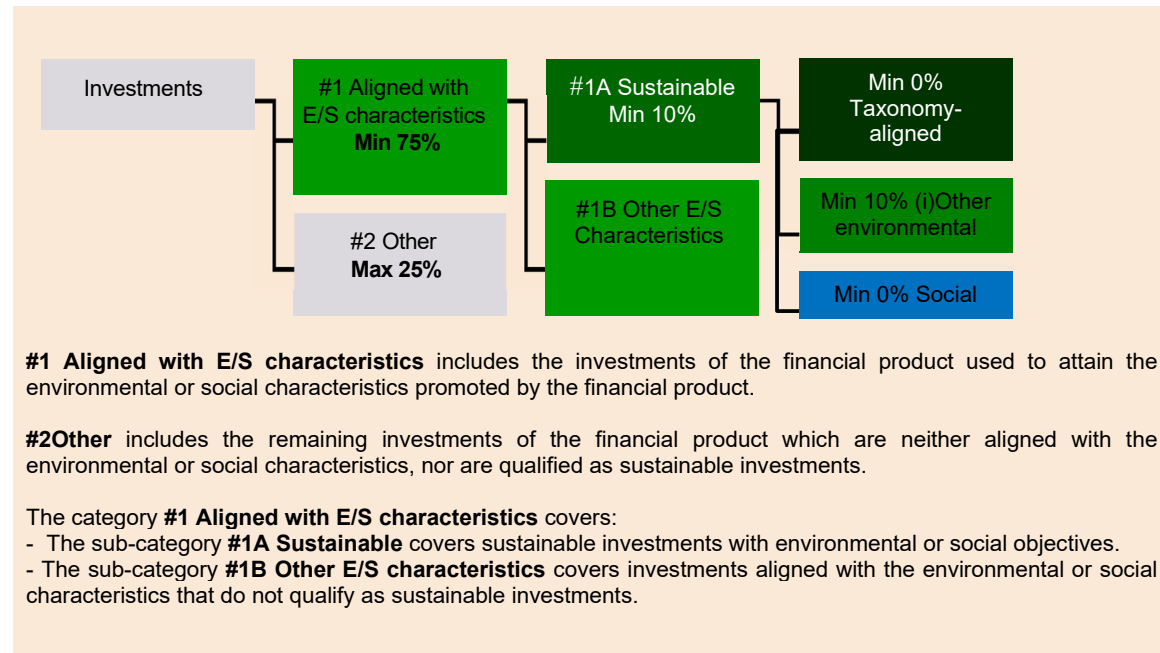 Investments
#1 Aligned with
E/S characteristics
Min 75%
#2 Other
Max 25%
#1A Sustainable
Min 10%
#1B Other E/S
Characteristics
Min 0%
Taxonomy-
aligned
Min 10% (i)Other
environmental
Min 0% Social
#1 Aligned with E/S characteristics includes the investments of the financial product used to attain the
environmental or social characteristics promoted by the financial product.
#2Other includes the remaining investments of the financial product which are neither aligned with the
environmental or social characteristics, nor are qualified as sustainable investments.
The category #1 Aligned with E/S characteristics covers:
- The sub-category #1A Sustainable covers sustainable investments with environmental or social objectives.
- The sub-category #1B Other E/S characteristics covers investments aligned with the environmental or social
characteristics that do not qualify as sustainable investments.